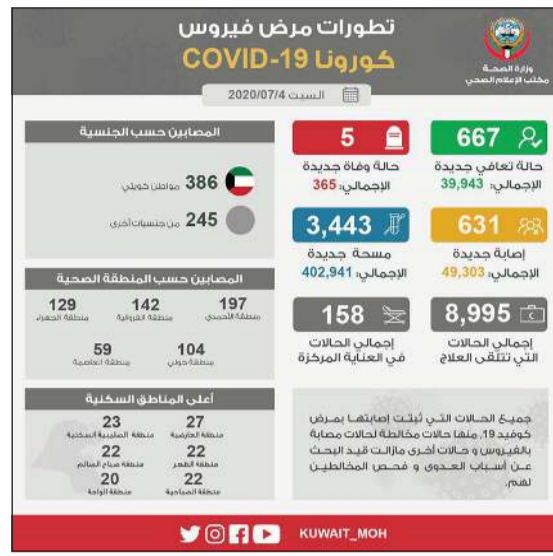 تطورات مرض فيروس
كورونا COVID-19
وزارة الصحة
مكتب الإعلام الصحي
السبت 2020/07/4
667
حالة تعافي جديدة
الإجمالي: 39,943
5
حالة وفاة جديدة
الإجمالي: 365
631
إصابة جديدة
الإجمالي: 49,303
3,443
مسحة جديدة
الإجمالي: 402,941
8,995
إجمالي الحالات
التي تتلقى العلاج
158
إجمالي الحالات
في العناية المركزة
جميع الحالات التي ثبتت إصابتها بمرض
كوفيد 19, منها حالات مخالطة لحالات مصابة
بالفيروس و حالات أخرى مازالت قيد البحث
عن أسباب العدوى و فحص المخالطين
لهم.
المصابين حسب الجنسية
386 مواطن كويتي
245 من جنسيات أخرى
المصابين حسب المنطقة الصحية
197
منطقة الأحمدي
142
منطقة الفروانية
129
منطقة الجهراء
104
منطقة حولي
59
منطقة العاصمة
أعلى المناطق السكنية
27
منطقة العارضية
23
منطقة الصليبية السكنية
22
منطقة الظهر
22
منطقة صباح السالم
22
منطقة الصباحية
20
منطقة الواحة
KUWAIT_MOH